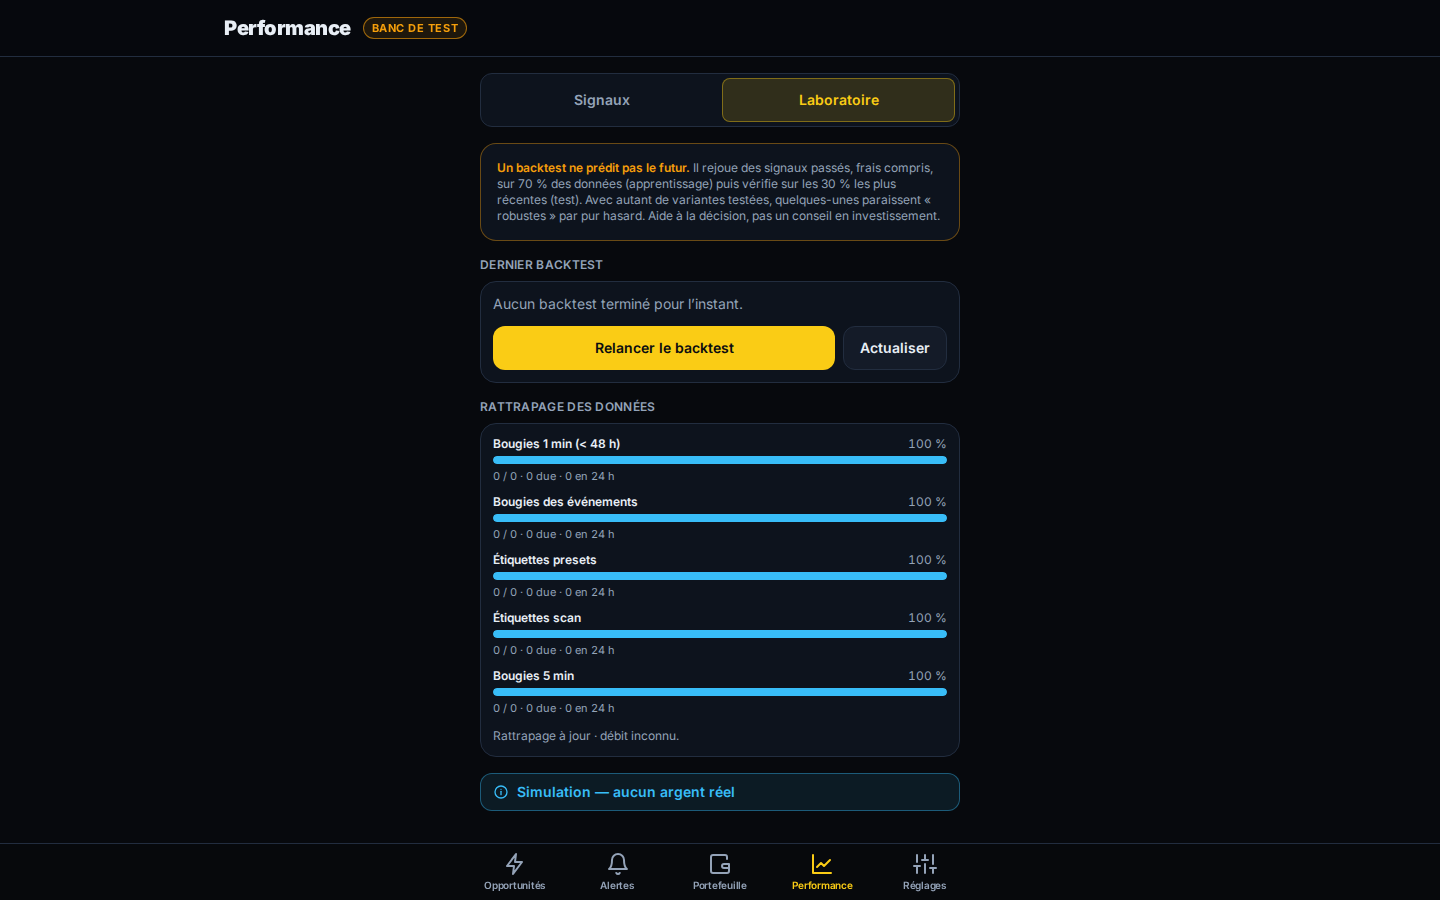 Performance BANC DE TEST
Signaux Laboratoire
Un backtest ne prédit pas le futur. Il rejoue des signaux passés, frais compris,
sur 70 % des données (apprentissage) puis vérifie sur les 30 % les plus
récentes (test). Avec autant de variantes testées, quelques-unes paraissent «
robustes » par pur hasard. Aide à la décision, pas un conseil en investissement.
DERNIER BACKTEST
Aucun backtest terminé pour l’instant.
Relancer le backtest Actualiser
RATTRAPAGE DES DONNÉES
Bougies 1 min (< 48 h) 100 %
0 / 0 · 0 due · 0 en 24 h
Bougies des événements 100 %
0 / 0 · 0 due · 0 en 24 h
Étiquettes presets 100 %
0 / 0 · 0 due · 0 en 24 h
Étiquettes scan 100 %
0 / 0 · 0 due · 0 en 24 h
Bougies 5 min 100 %
0 / 0 · 0 due · 0 en 24 h
Rattrapage à jour · débit inconnu.
Simulation — aucun argent réel
Opportunités Alertes Portefeuille Performance Réglages